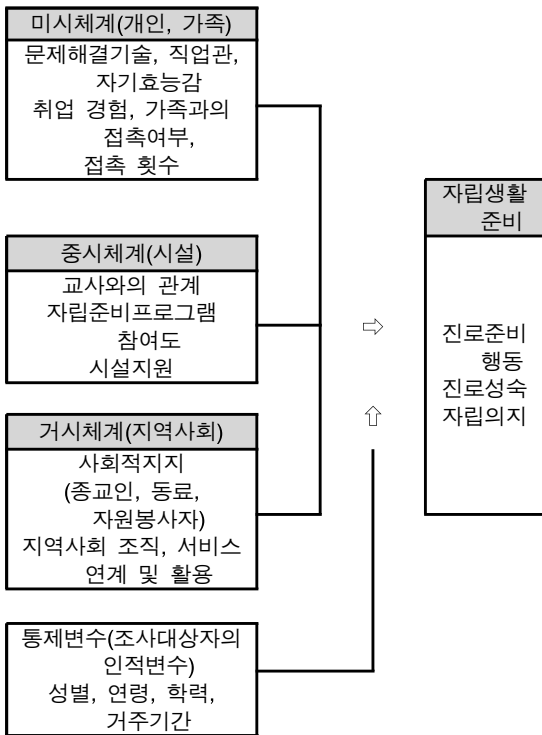 미시체계(개인, 가족)
문제해결기술, 직업관,
자기효능감
취업 경험, 가족과의
접촉여부,
접촉 횟수
중시체계(시설)
교사와의 관계
자립준비프로그램
참여도
시설지원
거시체계(지역사회)
사회적지지
(종교인, 동료,
자원봉사자)
지역사회 조직, 서비스
연계 및 활용
통제변수(조사대상자의
인적변수)
성별, 연령, 학력,
거주기간
⇨
⇧
자립생활
준비
진로준비
행동
진로성숙
자립의지